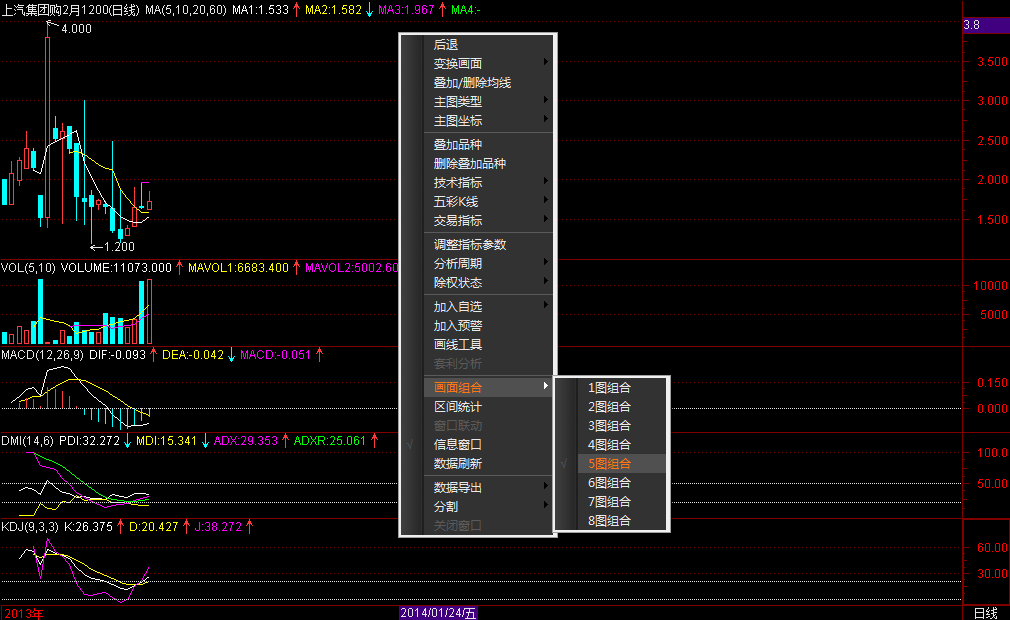 上汽集团购2月1200(日线) MA(5,10,20,60) MA1:1.533 ↑ MA2:1.582 ↓ MA3:1.967 ↑ MA4:-
3.8
4.000
3.500
3.000
2.500
2.000
1.500
←1.200
VOL(5,10) VOLUME:11073.000 ↑ MAVOL1:6683.400 ↑ MAVOL2:5002.60
10000
5000
MACD(12,26,9) DIF:-0.093 ↑ DEA:-0.042 ↓ MACD:-0.051 ↑
0.150
0.000
DMI(14,6) PDI:32.272 ↓ MDI:15.341 ↓ ADX:29.353 ↑ ADXR:25.061 ↑
100.0
50.00
KDJ(9,3,3) K:26.375 ↑ D:20.427 ↑ J:38.272 ↑
60.00
30.00
2013年
2014/01/24/五
日线
后退
变换画面
叠加/删除均线
主图类型
主图坐标
叠加品种
删除叠加品种
技术指标
五彩K线
交易指标
调整指标参数
分析周期
除权状态
加入自选
加入预警
画线工具
套利分析
画面组合
区间统计
窗口联动
√ 信息窗口
数据刷新
数据导出
分割
关闭窗口
1图组合
2图组合
3图组合
4图组合
√ 5图组合
6图组合
7图组合
8图组合